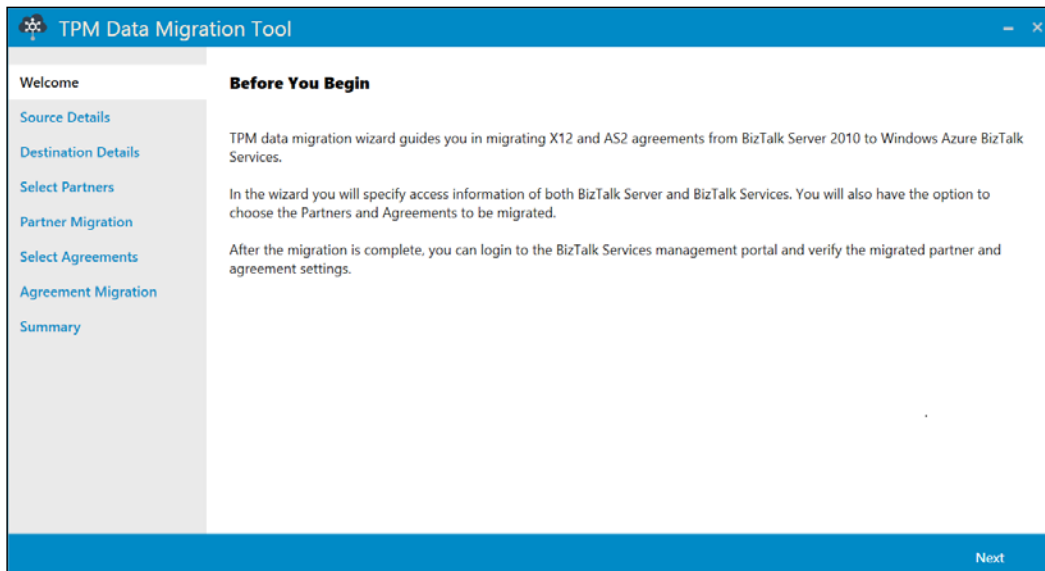 TPM Data Migration Tool
Welcome
Source Details
Destination Details
Select Partners
Partner Migration
Select Agreements
Agreement Migration
Summary
Before You Begin
TPM data migration wizard guides you in migrating X12 and AS2 agreements from BizTalk Server 2010 to Windows Azure BizTalk
Services.
In the wizard you will specify access information of both BizTalk Server and BizTalk Services. You will also have the option to
choose the Partners and Agreements to be migrated.
After the migration is complete, you can login to the BizTalk Services management portal and verify the migrated partner and
agreement settings.
Next